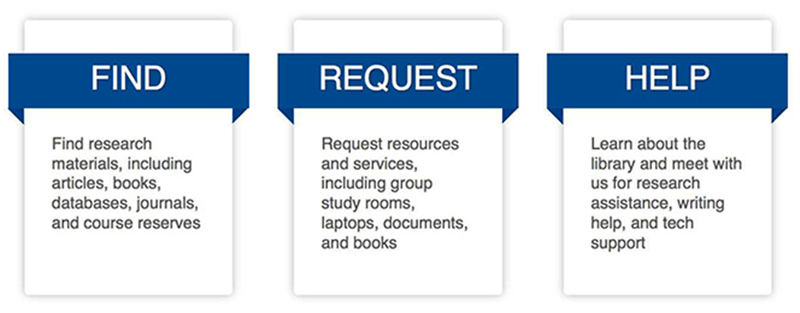 FIND
Find research
materials, including
articles, books,
databases, journals,
and course reserves
REQUEST
Request resources
and services,
including group
study rooms,
laptops, documents,
and books
HELP
Learn about the
library and meet with
us for research
assistance, writing
help, and tech
support